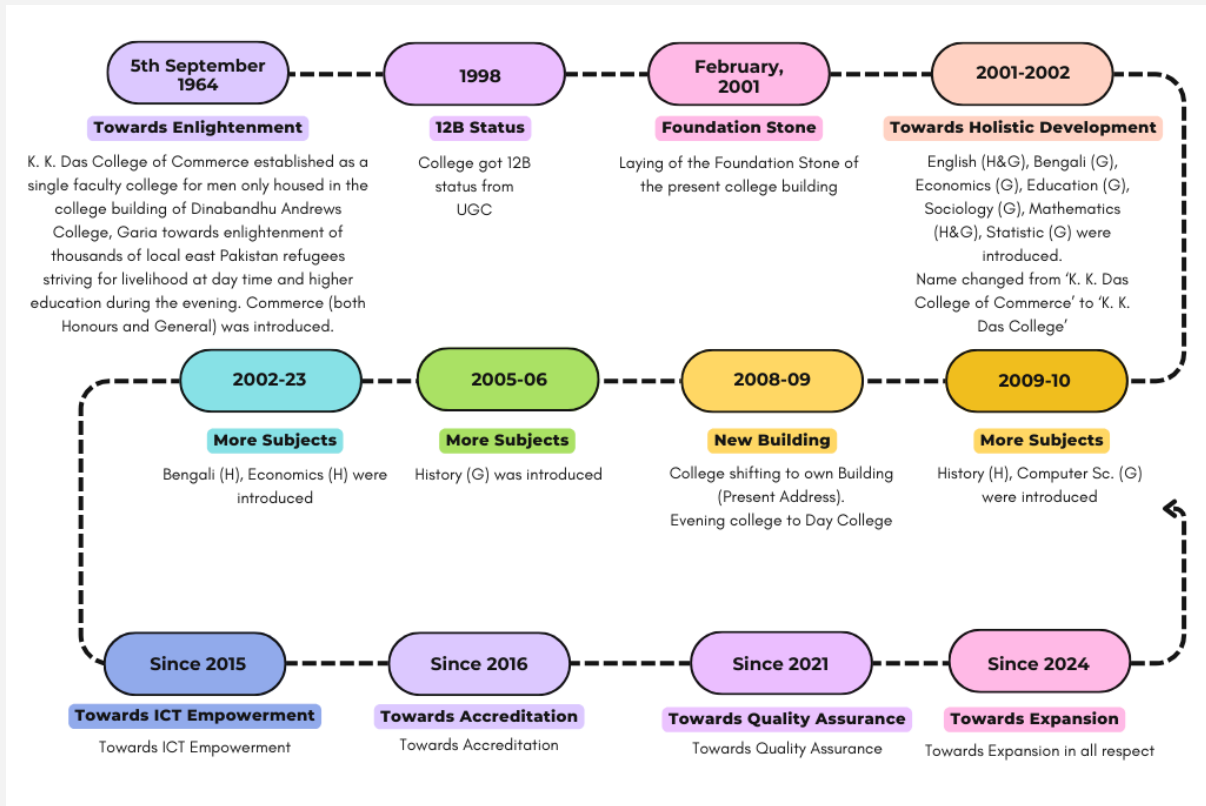 5th September
1964
Towards Enlightenment
K. K. Das College of Commerce established as a
single faculty college for men only housed in the
college building of Dinabandhu Andrews
College, Garia towards enlightenment of
thousands of local east Pakistan refugees
striving for livelihood at day time and higher
education during the evening. Commerce (both
Honours and General) was introduced.
1998
12B Status
College got 12B
status from
UGC
February,
2001
Foundation Stone
Laying of the Foundation Stone of
the present college building
2001-2002
Towards Holistic Development
English (H&G), Bengali (G),
Economics (G), Education (G),
Sociology (G), Mathematics
(H&G), Statistic (G) were
introduced.
Name changed from ‘K. K. Das
College of Commerce’ to ‘K. K.
Das College’
2002-23
More Subjects
Bengali (H), Economics (H) were
introduced
2005-06
More Subjects
History (G) was introduced
2008-09
New Building
College shifting to own Building
(Present Address).
Evening college to Day College
2009-10
More Subjects
History (H), Computer Sc. (G)
were introduced
Since 2015
Towards ICT Empowerment
Towards ICT Empowerment
Since 2016
Towards Accreditation
Towards Accreditation
Since 2021
Towards Quality Assurance
Towards Quality Assurance
Since 2024
Towards Expansion
Towards Expansion in all respect